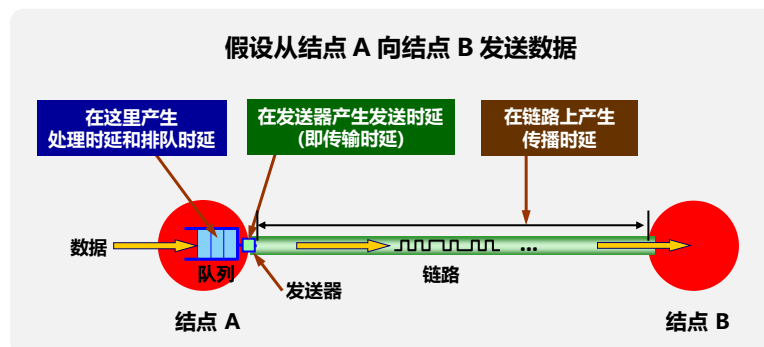 假设从结点 A 向结点 B 发送数据
在这里产生
处理时延和排队时延
在发送器产生发送时延
(即传输时延)
在链路上产生
传播时延
数据
队列
发送器
链路
...
结点 A
结点 B